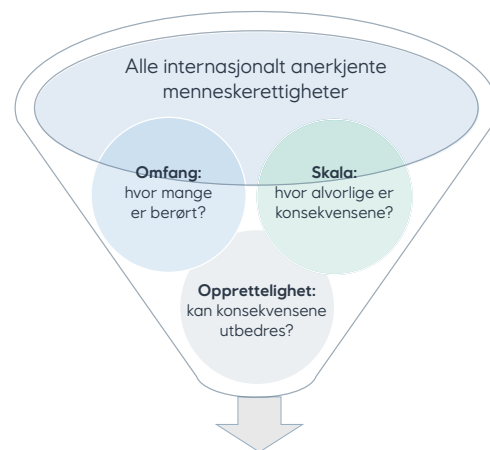 Alle internasjonalt anerkjente
menneskerettigheter
Omfang:
hvor mange
er berørt?
Skala:
hvor alvorlige er
konsekvensene?
Opprettelighet:
kan konsekvensene
utbedres?